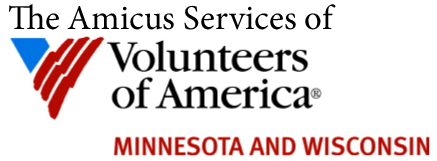 The Amicus Services of
Volunteers
of America®
MINNESOTA AND WISCONSIN